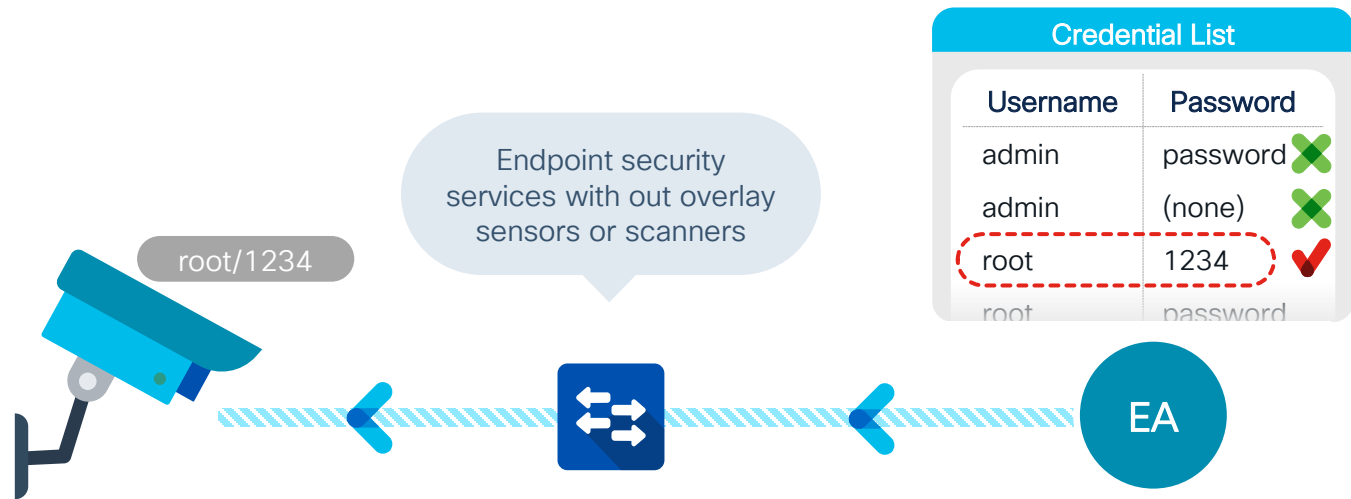 Credential List
Username Password
admin password
admin (none)
root 1234
root password
Endpoint security
services with out overlay
sensors or scanners
root/1234
EA